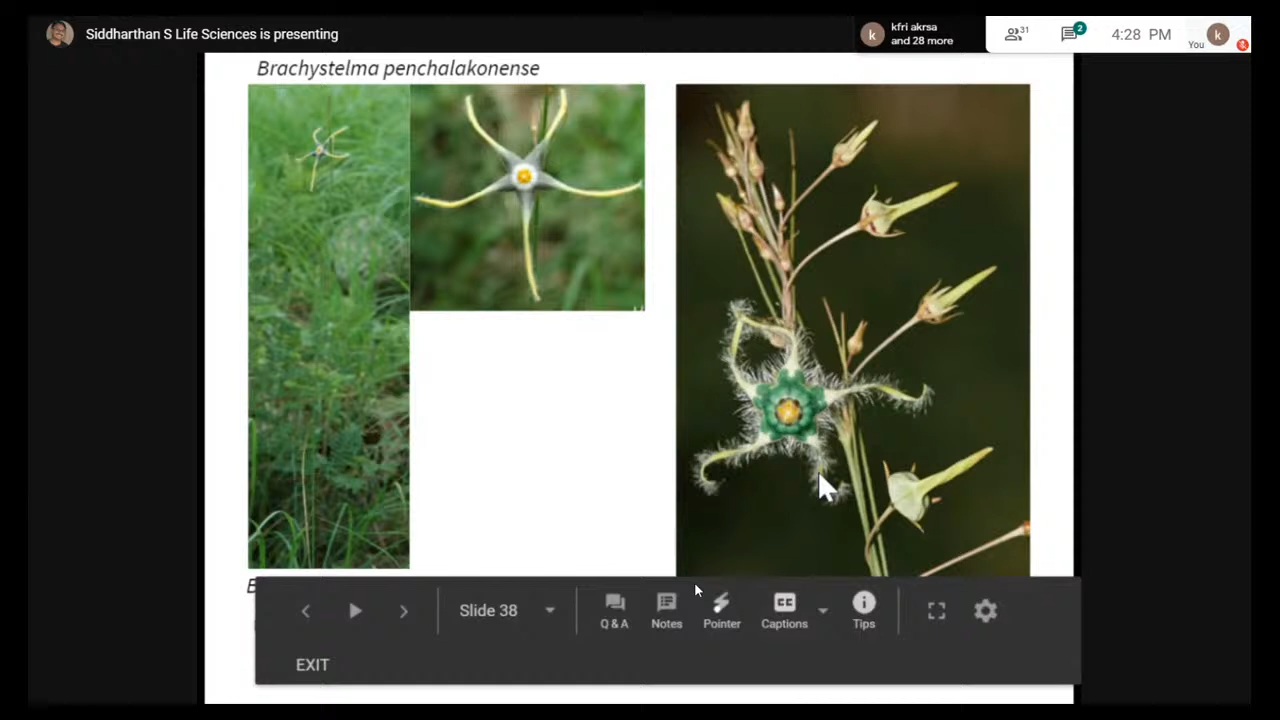 Siddharthan S Life Sciences is presenting
k
kfri akrsa
and 28 more
31
2
4:28 PM
You
k
Brachystelma penchalakonense
Slide 38
Q & A
Notes
Pointer
CC
Captions
Tips
EXIT